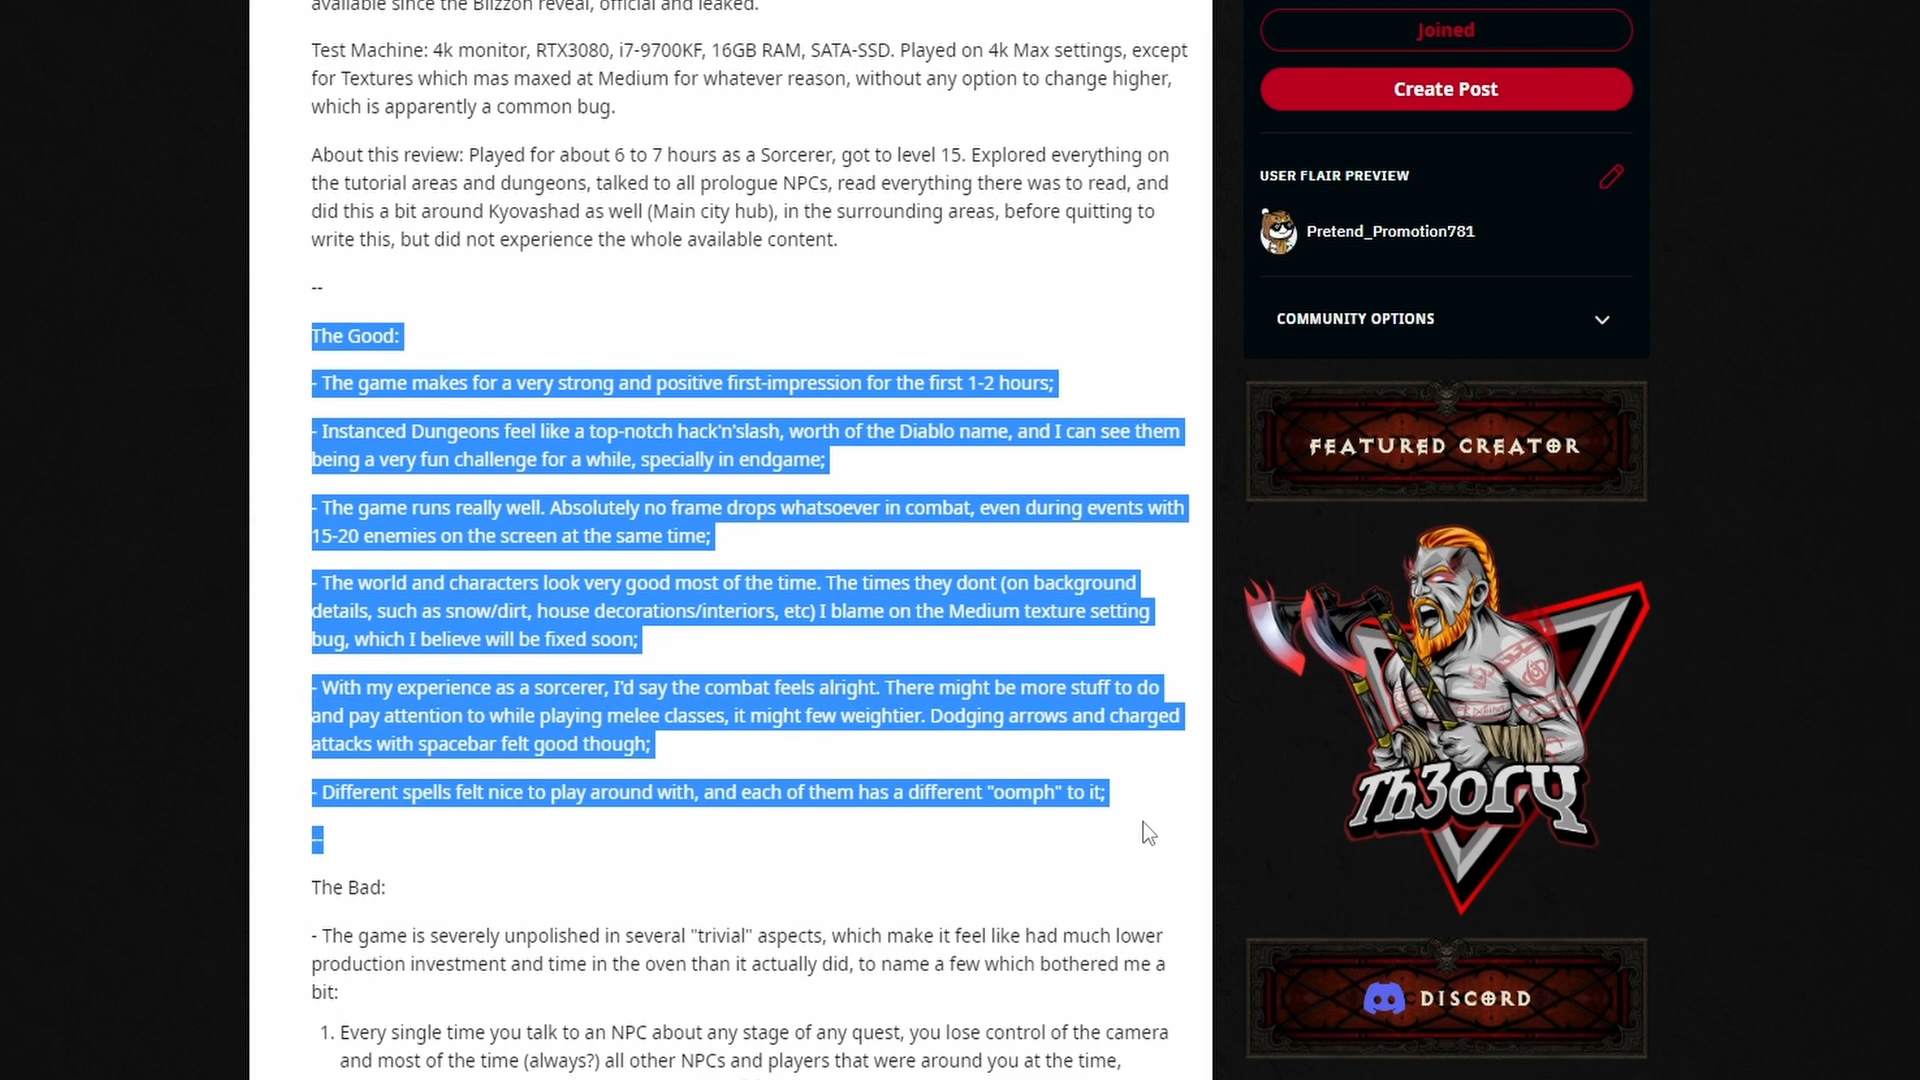 available since the Blizzon reveal, official and leaked.
Test Machine: 4k monitor, RTX3080, i7-9700KF, 16GB RAM, SATA-SSD. Played on 4k Max settings, except
for Textures which mas maxed at Medium for whatever reason, without any option to change higher,
which is apparently a common bug.
About this review: Played for about 6 to 7 hours as a Sorcerer, got to level 15. Explored everything on
the tutorial areas and dungeons, talked to all prologue NPCs, read everything there was to read, and
did this a bit around Kyovashad as well (Main city hub), in the surrounding areas, before quitting to
write this, but did not experience the whole available content.
--
The Good:
- The game makes for a very strong and positive first-impression for the first 1-2 hours;
- Instanced Dungeons feel like a top-notch hack'n'slash, worth of the Diablo name, and I can see them
being a very fun challenge for a while, specially in endgame;
- The game runs really well. Absolutely no frame drops whatsoever in combat, even during events with
15-20 enemies on the screen at the same time;
- The world and characters look very good most of the time. The times they dont (on background
details, such as snow/dirt, house decorations/interiors, etc) I blame on the Medium texture setting
bug, which I believe will be fixed soon;
- With my experience as a sorcerer, I'd say the combat feels alright. There might be more stuff to do
and pay attention to while playing melee classes, it might few weightier. Dodging arrows and charged
attacks with spacebar felt good though;
- Different spells felt nice to play around with, and each of them has a different "oomph" to it;
--
The Bad:
- The game is severely unpolished in several "trivial" aspects, which make it feel like had much lower
production investment and time in the oven than it actually did, to name a few which bothered me a
bit:
1. Every single time you talk to an NPC about any stage of any quest, you lose control of the camera
and most of the time (always?) all other NPCs and players that were around you at the time,
Joined
Create Post
USER FLAIR PREVIEW
Pretend_Promotion781
COMMUNITY OPTIONS
FEATURED CREATOR
Th3ory
DISCORD